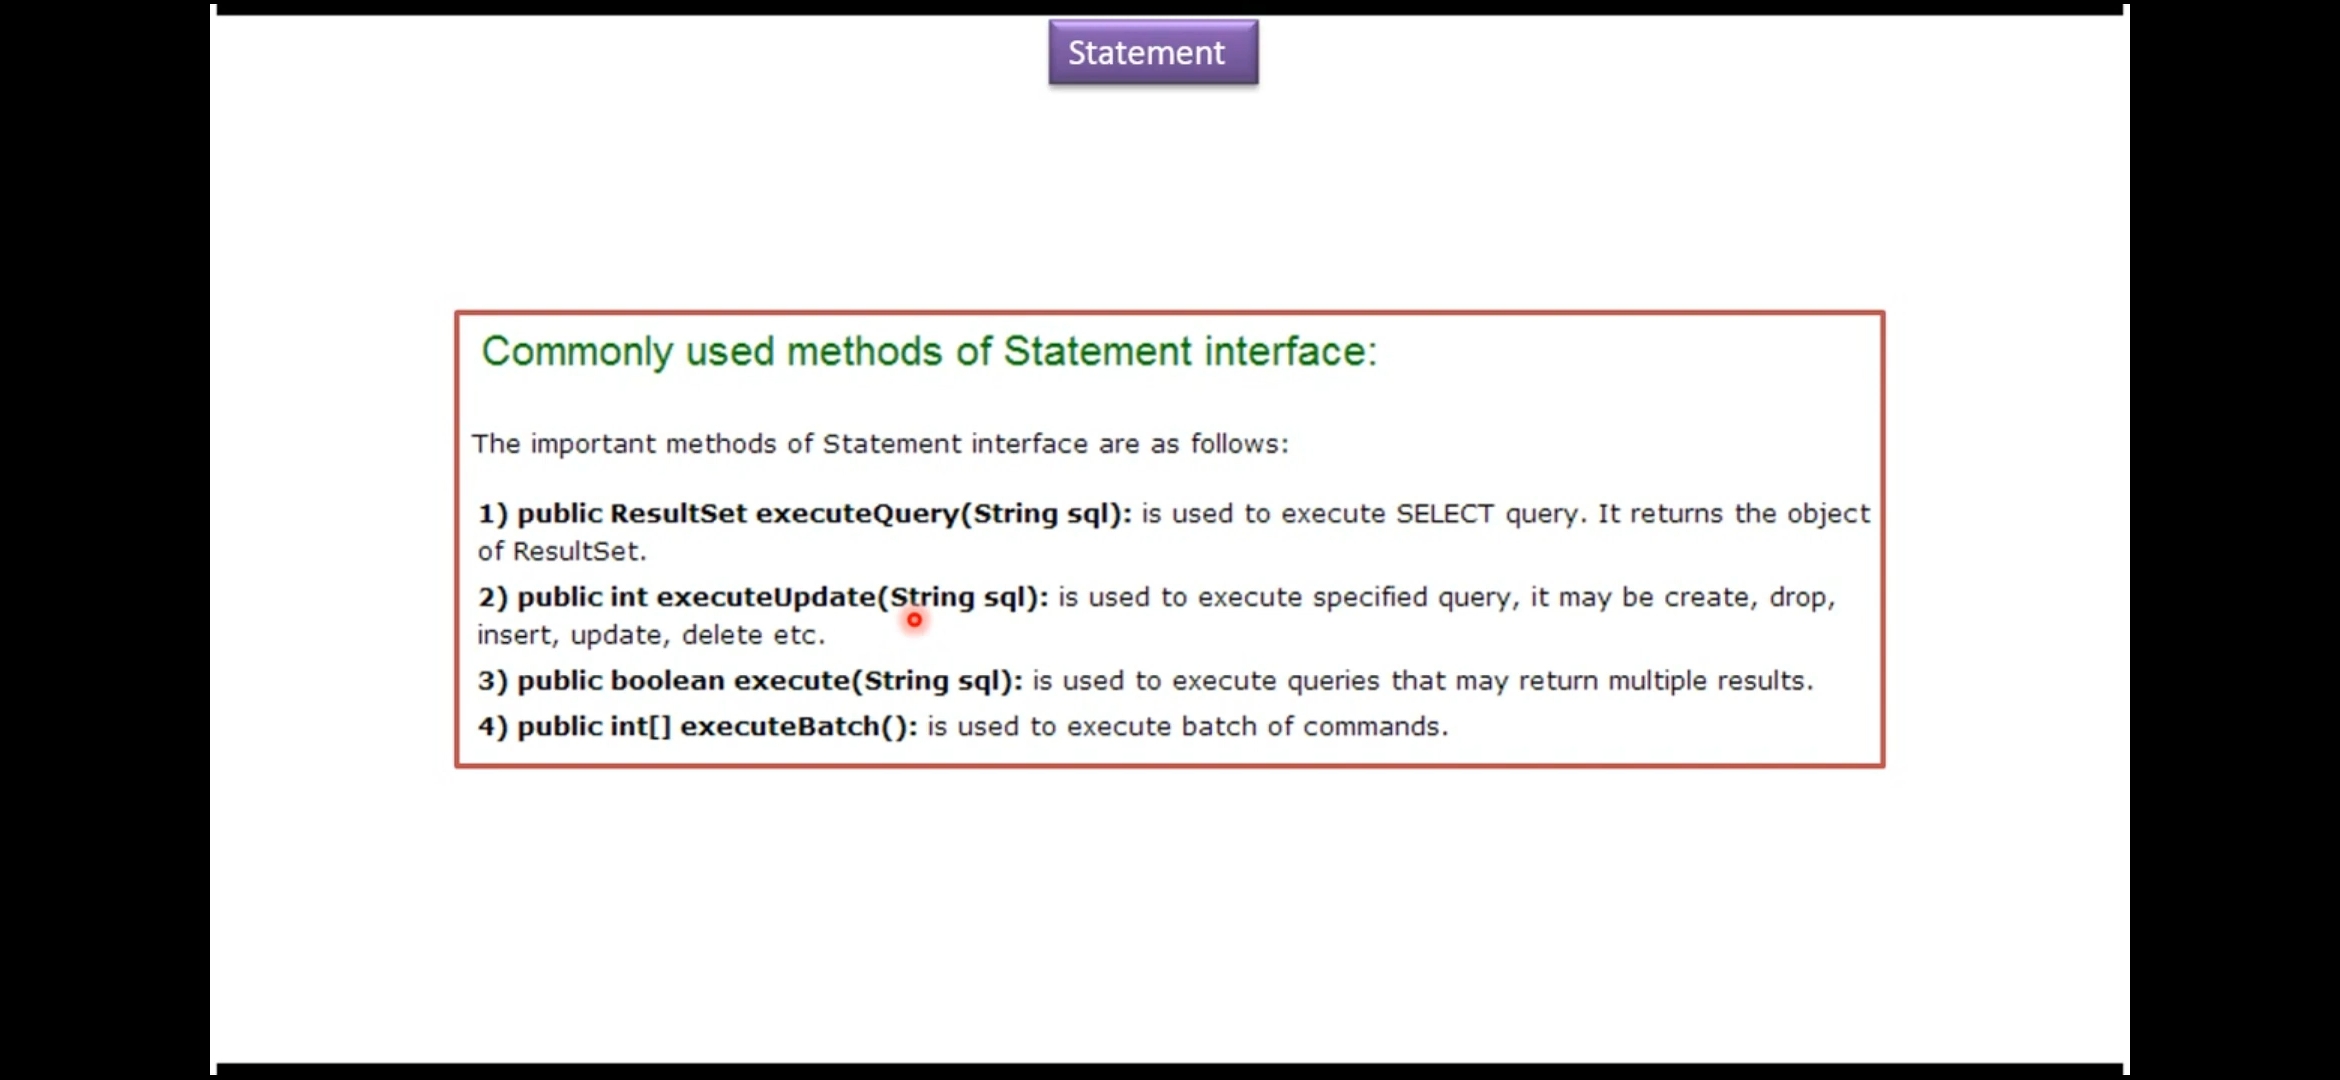 Statement
Commonly used methods of Statement interface:
The important methods of Statement interface are as follows:
1) public ResultSet executeQuery(String sql): is used to execute SELECT query. It returns the object
of ResultSet.
2) public int executeUpdate(String sql): is used to execute specified query, it may be create, drop,
insert, update, delete etc.
3) public boolean execute(String sql): is used to execute queries that may return multiple results.
4) public int[] executeBatch(): is used to execute batch of commands.